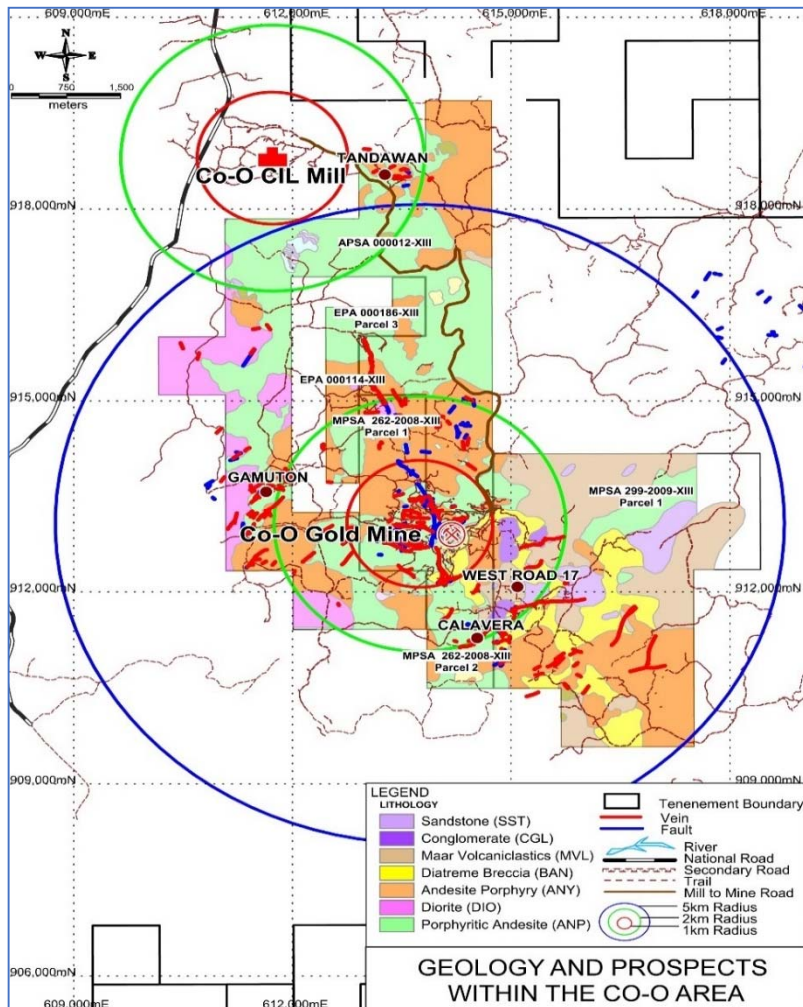 609,000mE
612,000mE
615,000mE
618,000mE
N
W E
S
0 750 1,500
meters
TANDAWAN
Co-O CIL Mill
918,000mN
918,000mN
APSA 000012-XIII
EPA 000186-XIII
Parcel 3
EPA 000114-XIII
915,000mN
915,000mN
MPSA 262-2008-XIII
Parcel 1
GAMUTON
MPSA 299-2009-XIII
Parcel 1
Co-O Gold Mine
WEST ROAD 17
912,000mN
912,000mN
CALAVERA
MPSA 262-2008-XIII
Parcel 2
909,000mN
909,000mN
LEGEND
LITHOLOGY
Sandstone (SST)
Conglomerate (CGL)
Maar Volcaniclastics (MVL)
Diatreme Breccia (BAN)
Andesite Porphyry (ANY)
Diorite (DIO)
Porphyritic Andesite (ANP)
Tenenement Boundary
Vein
Fault
River
National Road
Secondary Road
Trail
Mill to Mine Road
5km Radius
2km Radius
1km Radius
906,000mN
GEOLOGY AND PROSPECTS
WITHIN THE CO-O AREA
609,000mE
612,000mE